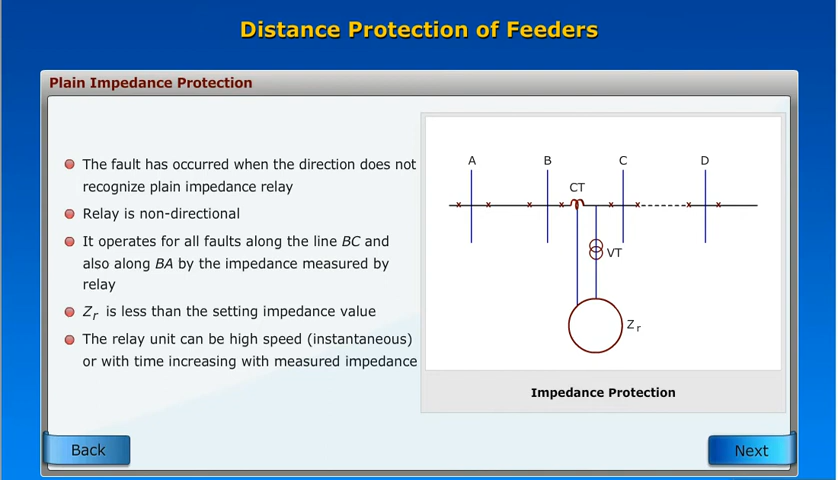 Distance Protection of Feeders
Plain Impedance Protection
The fault has occurred when the direction does not
recognize plain impedance relay
Relay is non-directional
It operates for all faults along the line BC and
also along BA by the impedance measured by
relay
Zr is less than the setting impedance value
The relay unit can be high speed (instantaneous)
or with time increasing with measured impedance
A B C D
CT
VT
Zr
Impedance Protection
Back
Next